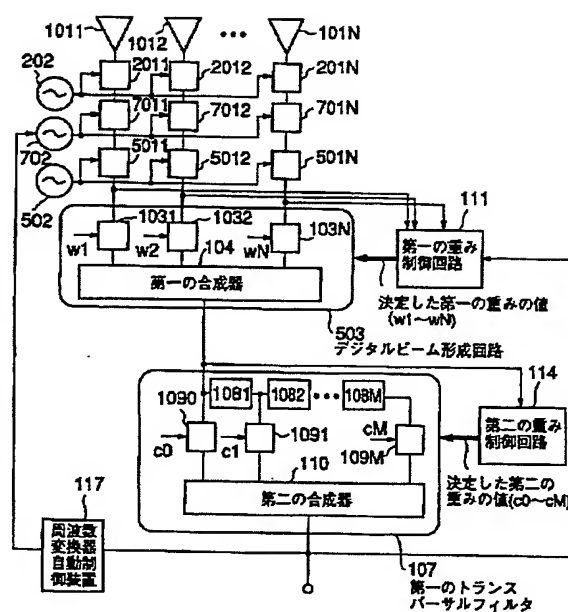 1011
1012
101N
202
2011
2012
201N
702
7011
7012
701N
502
5011
5012
501N
1031
1032
103N
111
w1
w2
wN
104
第一の合成器
第一の重み
制御回路
決定した第一の重みの値
(w1~wN)
503
デジタルビーム形成回路
1081
1082
108M
114
1090
c0
c1
1091
cM
109M
第二の重み
制御回路
110
第二の合成器
決定した第二の
重みの値(c0~cM)
117
周波数
変換器
自動制
御装置
107
第一のトランス
バーサルフィルタ